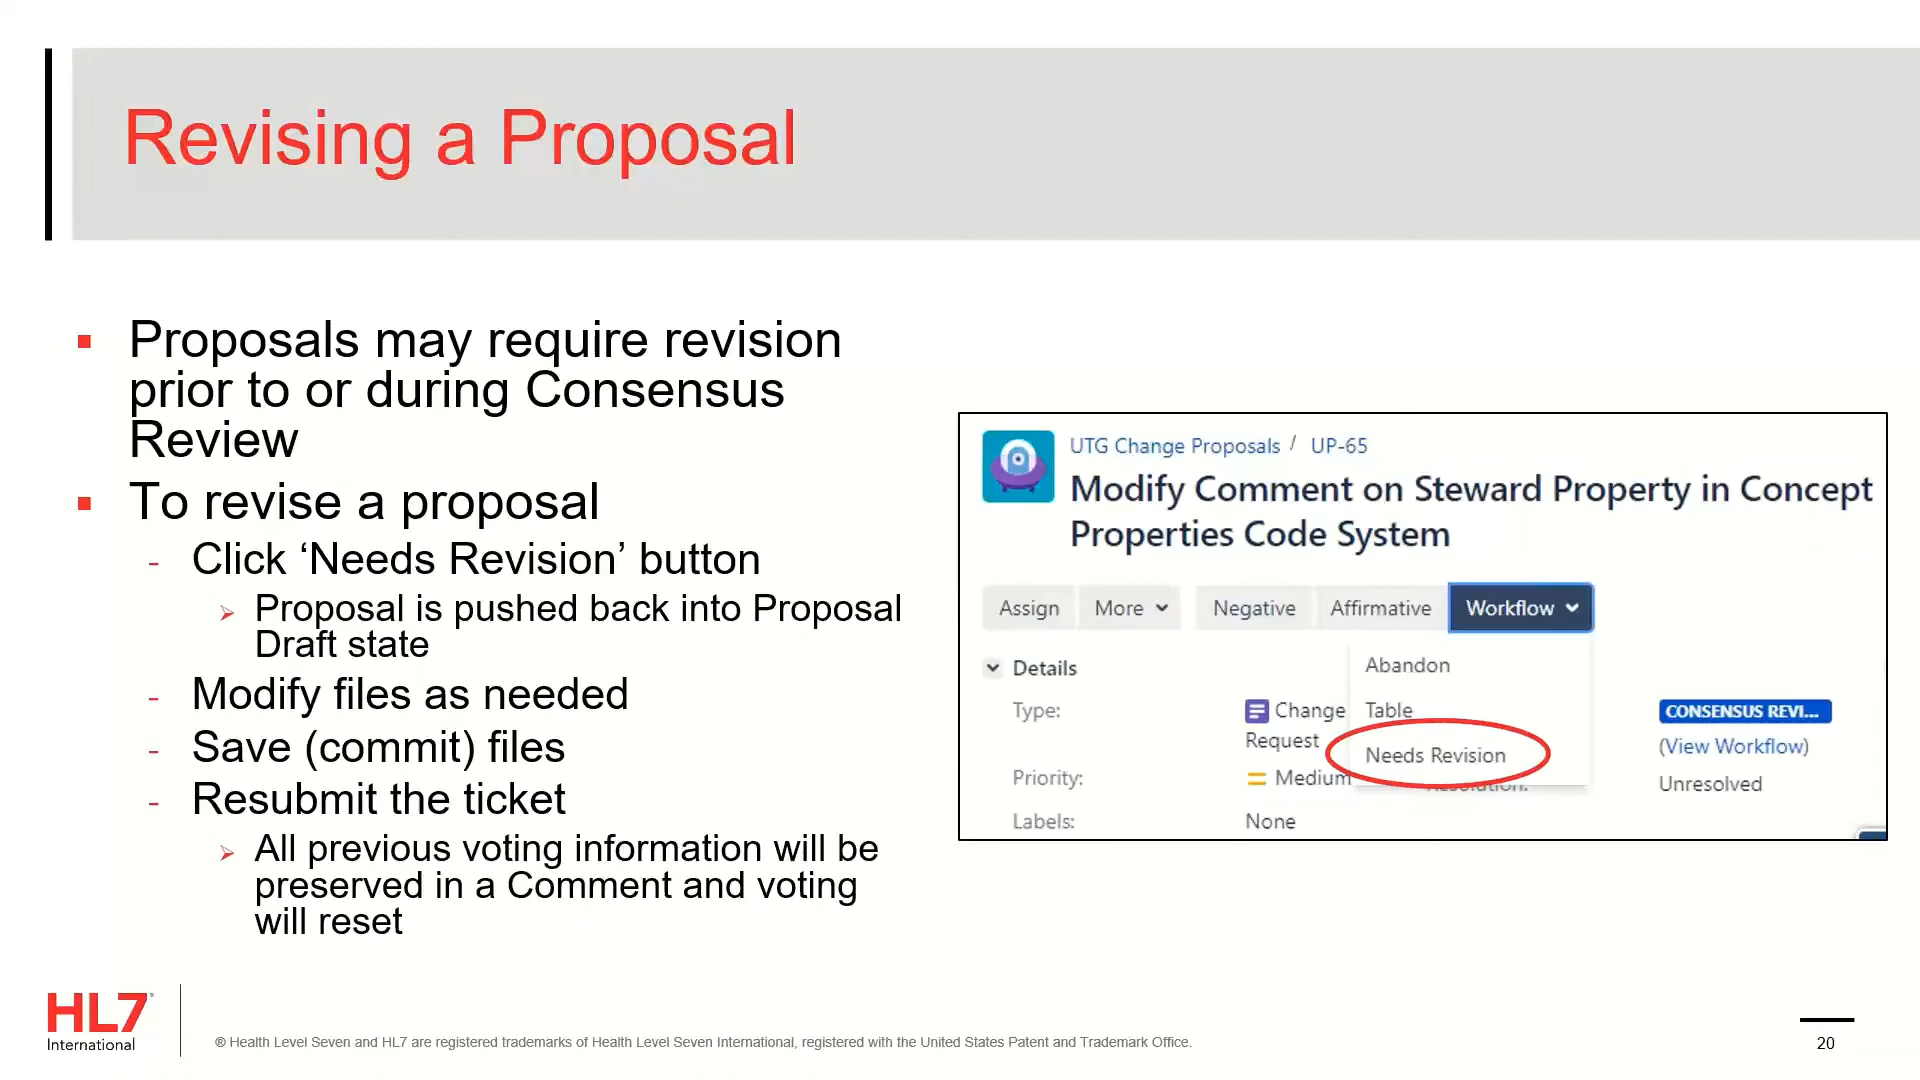 Revising a Proposal
▪ Proposals may require revision
prior to or during Consensus
Review
▪ To revise a proposal
- Click ‘Needs Revision’ button
➢ Proposal is pushed back into Proposal
Draft state
- Modify files as needed
- Save (commit) files
- Resubmit the ticket
➢ All previous voting information will be
preserved in a Comment and voting
will reset
UTG Change Proposals / UP-65
Modify Comment on Steward Property in Concept
Properties Code System
Assign More Negative Affirmative Workflow
Abandon
Details
Type: Change Table CONSENSUS REVI...
Request Needs Revision (View Workflow)
Priority: Medium Resolution: Unresolved
Labels: None
HL7
International
® Health Level Seven and HL7 are registered trademarks of Health Level Seven International, registered with the United States Patent and Trademark Office.
20